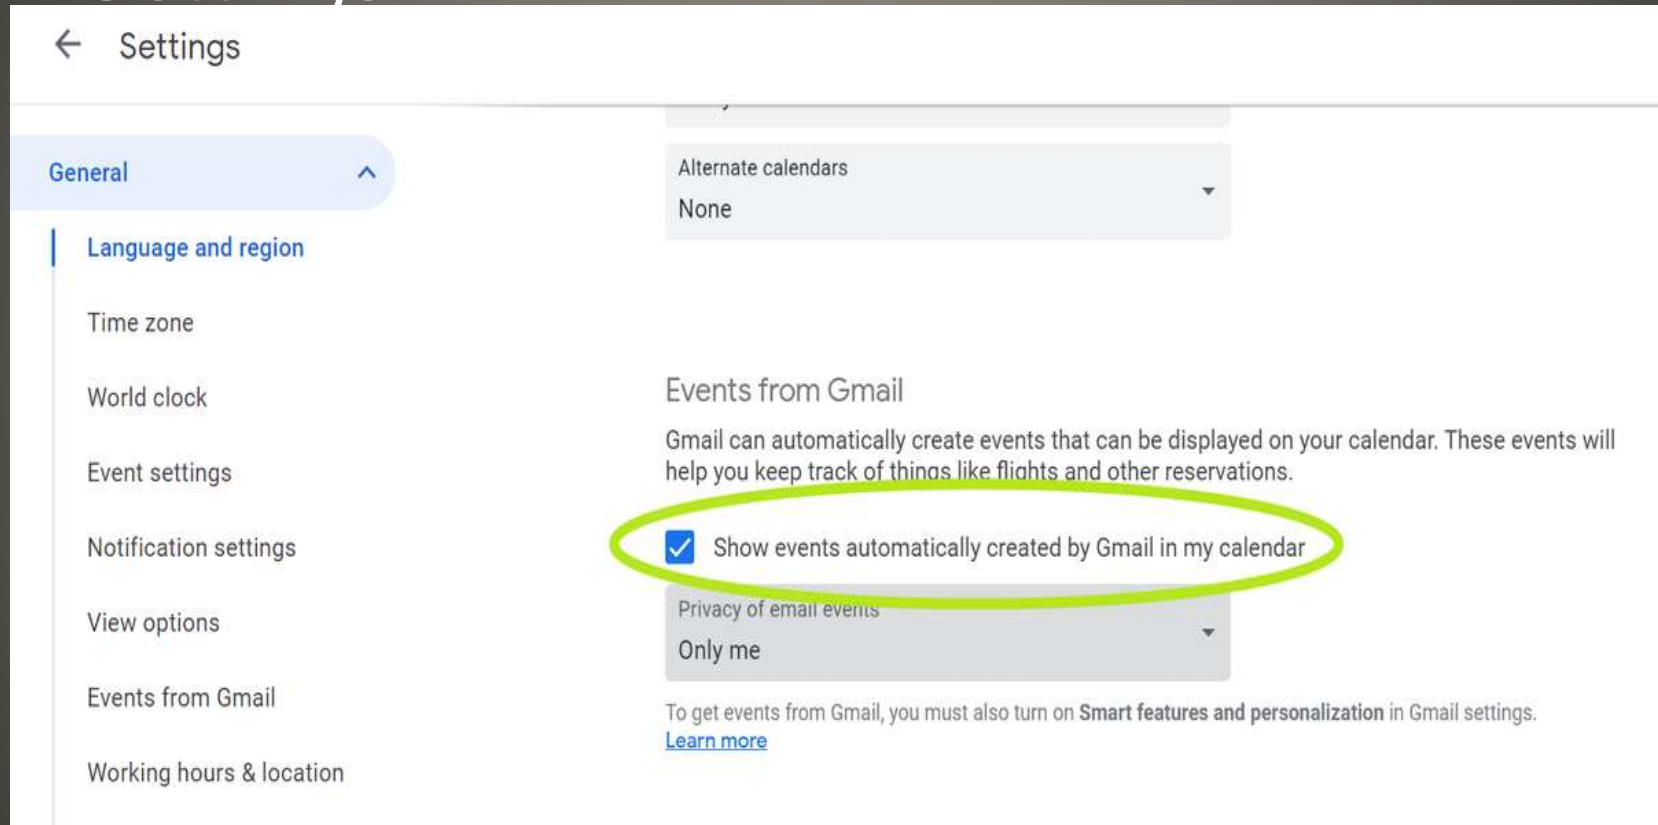 Settings
General
Language and region
Time zone
World clock
Event settings
Notification settings
View options
Events from Gmail
Working hours & location
Alternate calendars
None
Events from Gmail
Gmail can automatically create events that can be displayed on your calendar. These events will
help you keep track of things like flights and other reservations.
Show events automatically created by Gmail in my calendar
Privacy of email events
Only me
To get events from Gmail, you must also turn on Smart features and personalization in Gmail settings.
Learn more